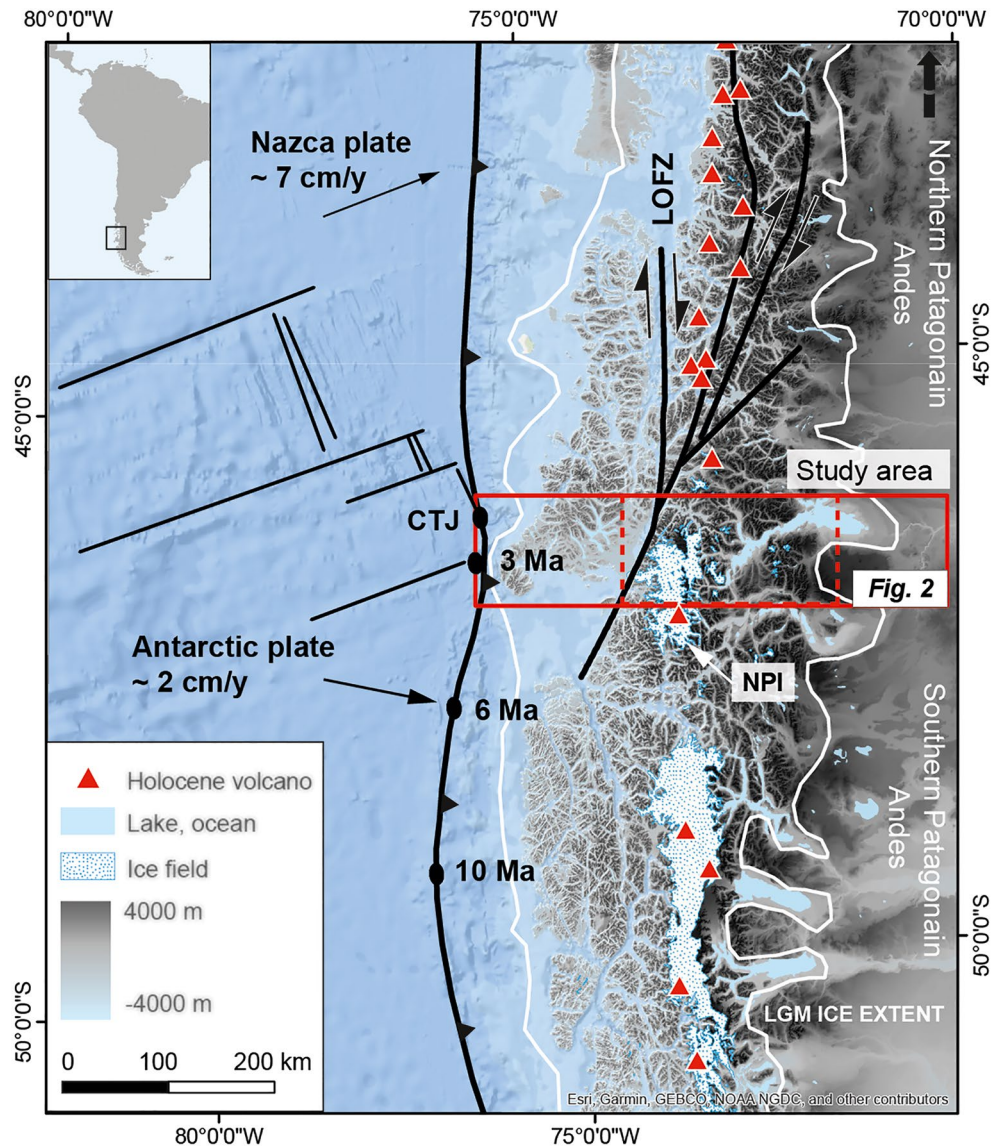 80°0'0"W
75°0'0"W
70°0'0"W
Nazca plate
~ 7 cm/y
LOFZ
Northern Patagonain
Andes
45°0'0"S
45°0'0"S
Study area
CTJ
3 Ma
Fig. 2
Antarctic plate
~ 2 cm/y
NPI
6 Ma
Southern Patagonain
Andes
Holocene volcano
Lake, ocean
Ice field
4000 m
-4000 m
10 Ma
50°0'0"S
50°0'0"S
LGM ICE EXTENT
0 100 200 km
Esri, Garmin, GEBCO, NOAA NGDC, and other contributors
80°0'0"W
75°0'0"W